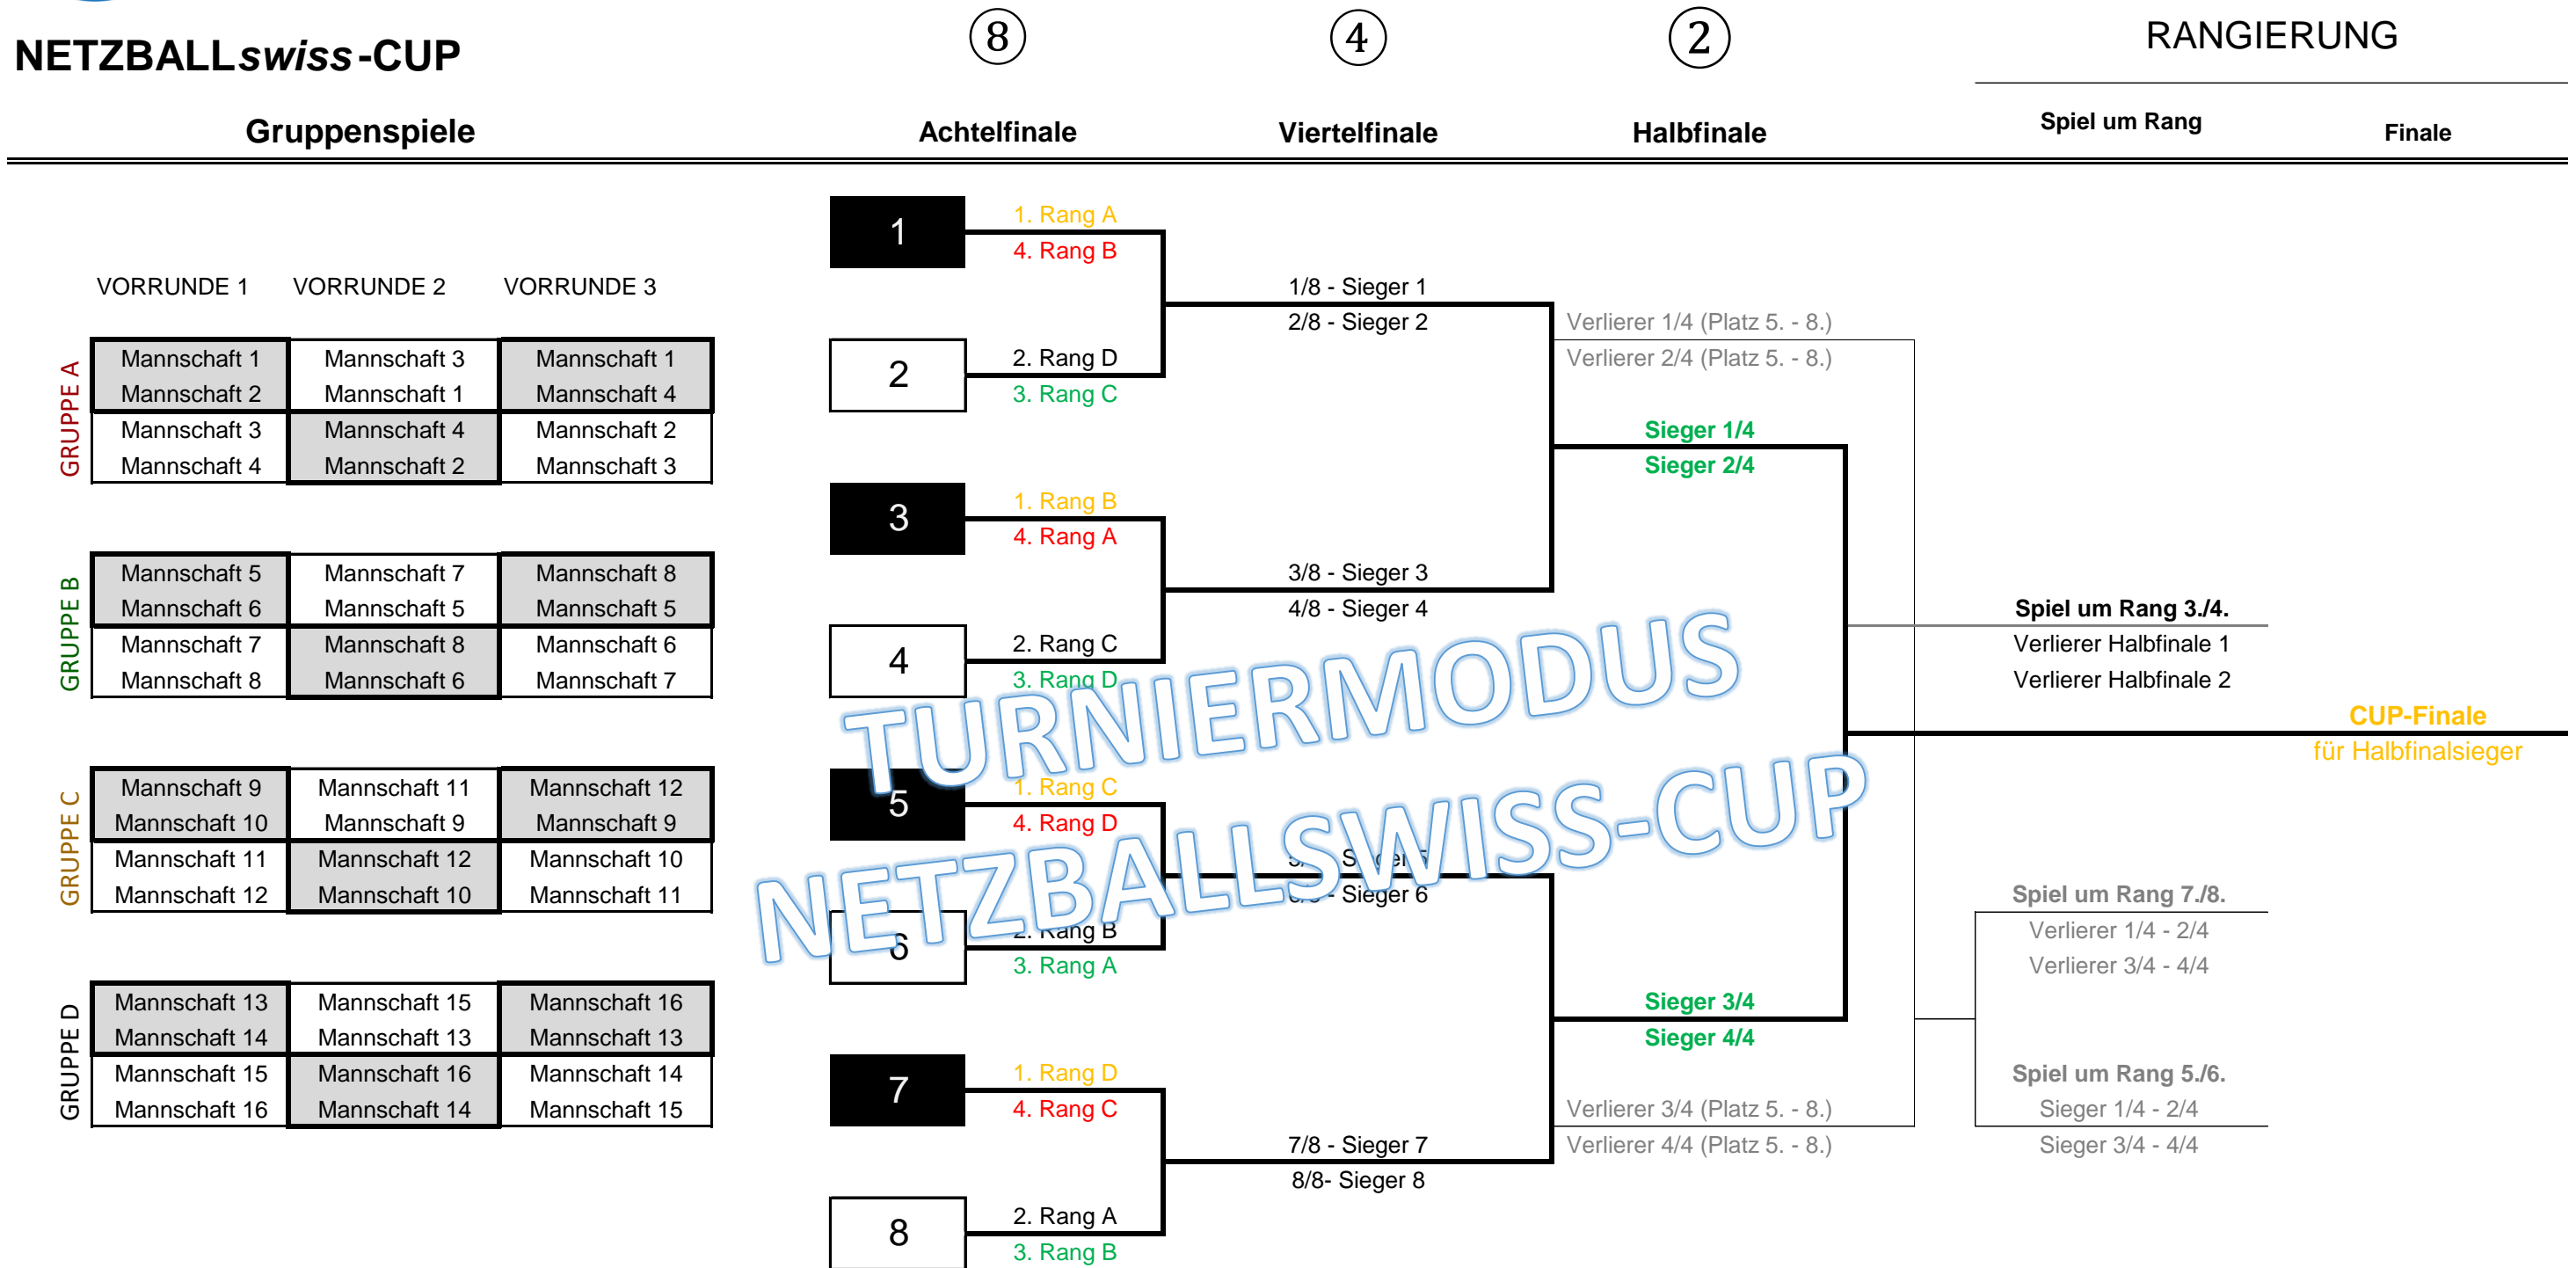 NETZBALLswiss-CUP
8
4
2
RANGIERUNG
Gruppenspiele
Achtelfinale
Viertelfinale
Halbfinale
Spiel um Rang
Finale
VORRUNDE 1 VORRUNDE 2 VORRUNDE 3
GRUPPE A
Mannschaft 1 Mannschaft 3 Mannschaft 1
Mannschaft 2 Mannschaft 1 Mannschaft 4
Mannschaft 3 Mannschaft 4 Mannschaft 2
Mannschaft 4 Mannschaft 2 Mannschaft 3
GRUPPE B
Mannschaft 5 Mannschaft 7 Mannschaft 8
Mannschaft 6 Mannschaft 5 Mannschaft 5
Mannschaft 7 Mannschaft 8 Mannschaft 6
Mannschaft 8 Mannschaft 6 Mannschaft 7
GRUPPE C
Mannschaft 9 Mannschaft 11 Mannschaft 12
Mannschaft 10 Mannschaft 9 Mannschaft 9
Mannschaft 11 Mannschaft 12 Mannschaft 10
Mannschaft 12 Mannschaft 10 Mannschaft 11
GRUPPE D
Mannschaft 13 Mannschaft 15 Mannschaft 16
Mannschaft 14 Mannschaft 13 Mannschaft 13
Mannschaft 15 Mannschaft 16 Mannschaft 14
Mannschaft 16 Mannschaft 14 Mannschaft 15
1
1. Rang A
4. Rang B
2
2. Rang D
3. Rang C
3
1. Rang B
4. Rang A
4
2. Rang C
3. Rang D
5
1. Rang C
4. Rang D
6
2. Rang B
3. Rang A
7
1. Rang D
4. Rang C
8
2. Rang A
3. Rang B
1/8 - Sieger 1
2/8 - Sieger 2
3/8 - Sieger 3
4/8 - Sieger 4
Sieger
- Sieger 6
7/8 - Sieger 7
8/8- Sieger 8
Verlierer 1/4 (Platz 5. - 8.)
Verlierer 2/4 (Platz 5. - 8.)
Sieger 1/4
Sieger 2/4
Sieger 3/4
Sieger 4/4
Verlierer 3/4 (Platz 5. - 8.)
Verlierer 4/4 (Platz 5. - 8.)
Spiel um Rang 3./4.
Verlierer Halbfinale 1
Verlierer Halbfinale 2
CUP-Finale
für Halbfinalsieger
Spiel um Rang 7./8.
Verlierer 1/4 - 2/4
Verlierer 3/4 - 4/4
Spiel um Rang 5./6.
Sieger 1/4 - 2/4
Sieger 3/4 - 4/4
TURNIERMODUS
NETZBALLSWISS-CUP